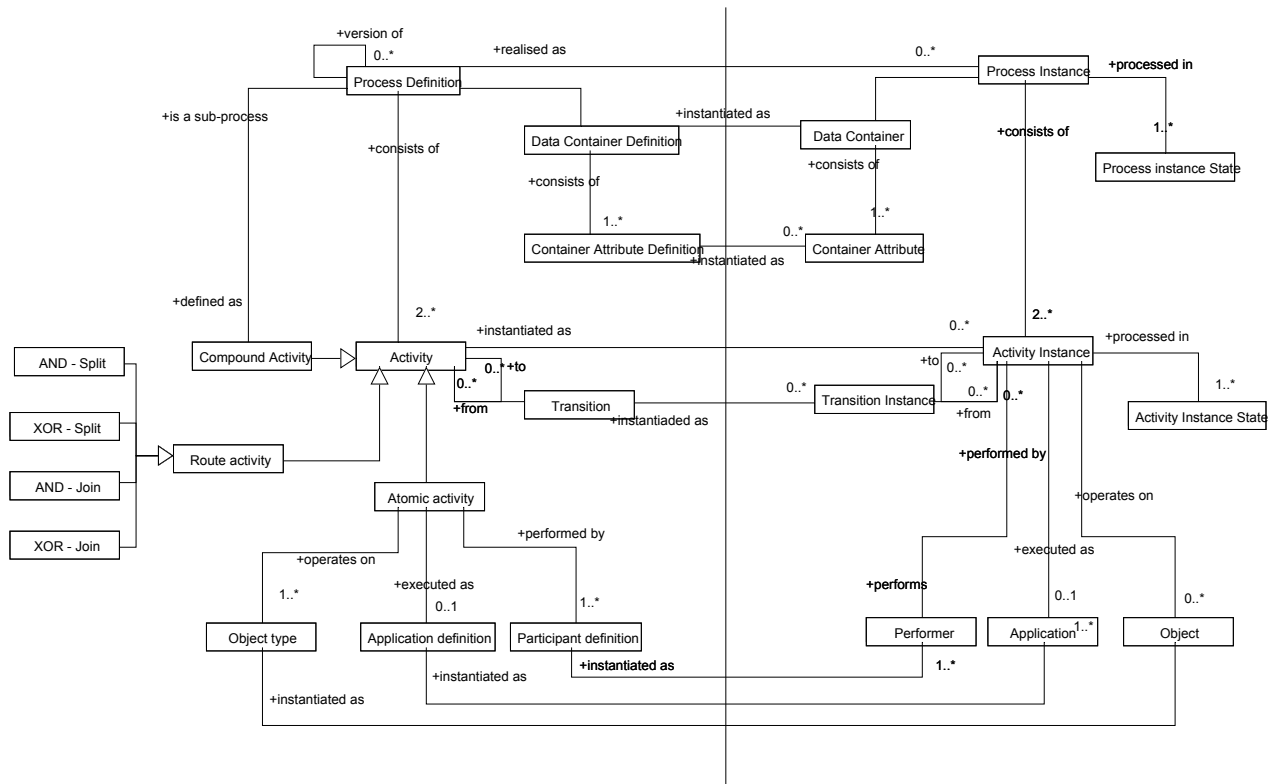 +version of
0..*
+realised as
0..*
Process Definition
Process Instance
+processed in
+is a sub-process
+consists of
+instantiated as
+consists of
1..*
Data Container Definition
Data Container
+consists of
+consists of
Process instance State
1..*
1..*
0..*
Container Attribute Definition
Container Attribute
+instantiated as
+defined as
2..*
2..*
+instantiated as
0..*
+processed in
Compound Activity
Activity
Activity Instance
AND - Split
+to
0..*
0..*
+to
0..*
1..*
+from
Transition
0..*
Transition Instance
0..*
0..*
+from
Activity Instance State
+instantiaded as
XOR - Split
Route activity
+performed by
AND - Join
Atomic activity
+operates on
XOR - Join
+performed by
+operates on
+executed as
+executed as
+performs
1..*
0..1
1..*
0..1
0..*
Object type
Application definition
Participant definition
Performer
Application
1..*
Object
+instantiated as
1..*
+instantiated as
+instantiated as